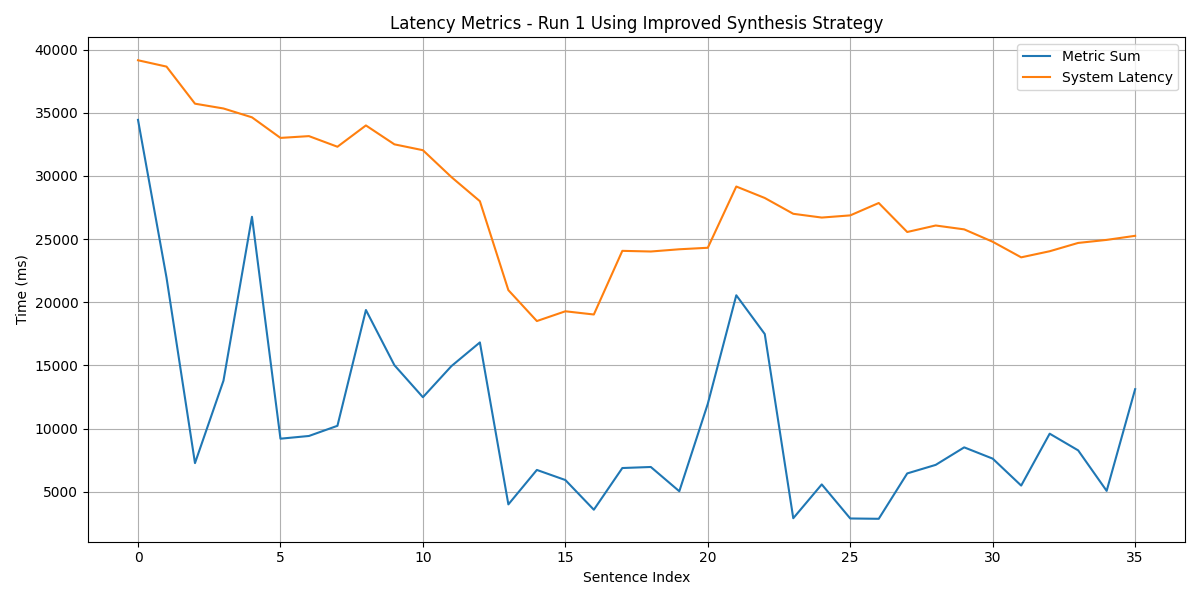 Latency Metrics - Run 1 Using Improved Synthesis Strategy
Metric Sum
System Latency
Time (ms)
40000
35000
30000
25000
20000
15000
10000
5000
0 5 10 15 20 25 30 35
Sentence Index